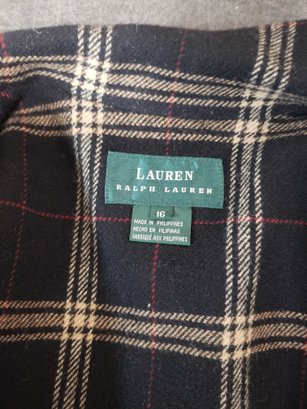 LAUREN
RALPH LAUREN
16
MADE IN PHILIPPINES
HECHO EN FILIPINAS
FABRIQUÉ AUX PHILIPPINES